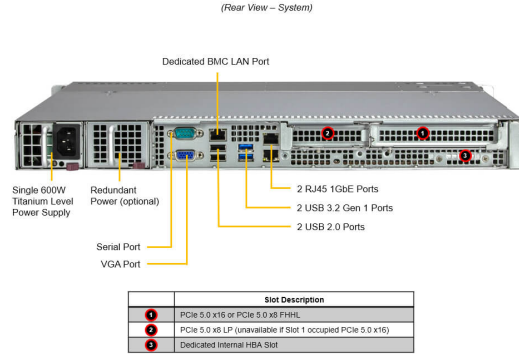 (Rear View – System)
Dedicated BMC LAN Port
2
1
3
Single 600W
Titanium Level
Power Supply
Redundant
Power (optional)
2 RJ45 1GbE Ports
2 USB 3.2 Gen 1 Ports
2 USB 2.0 Ports
Serial Port
VGA Port
Slot Description
1 PCIe 5.0 x16 or PCIe 5.0 x8 FHHL
2 PCIe 5.0 x8 LP (unavailable if Slot 1 occupied PCIe 5.0 x16)
3 Dedicated Internal HBA Slot